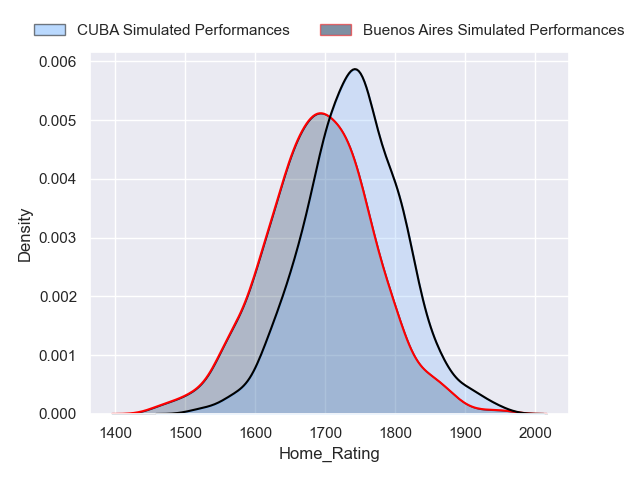 CUBA Simulated Performances
Buenos Aires Simulated Performances
0.006
0.005
0.004
0.003
0.002
0.001
0.000
Density
1400 1500 1600 1700 1800 1900 2000
Home_Rating